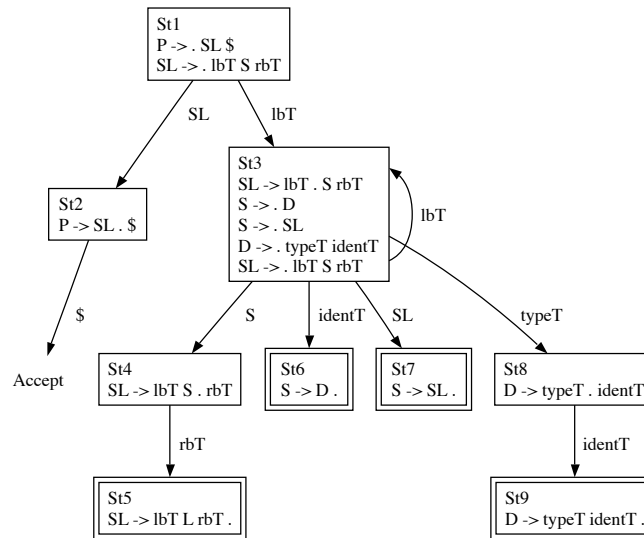 St1
P -> . SL $
SL -> . lbT S rbT
SL
lbT
St3
SL -> lbT . S rbT
S -> . D
S -> . SL
D -> . typeT identT
SL -> . lbT S rbT
lbT
St2
P -> SL . $
$
S
identT
SL
typeT
Accept
St4
SL -> lbT S . rbT
St6
S -> D .
St7
S -> SL .
St8
D -> typeT . identT
rbT
identT
St5
SL -> lbT L rbT .
St9
D -> typeT identT .